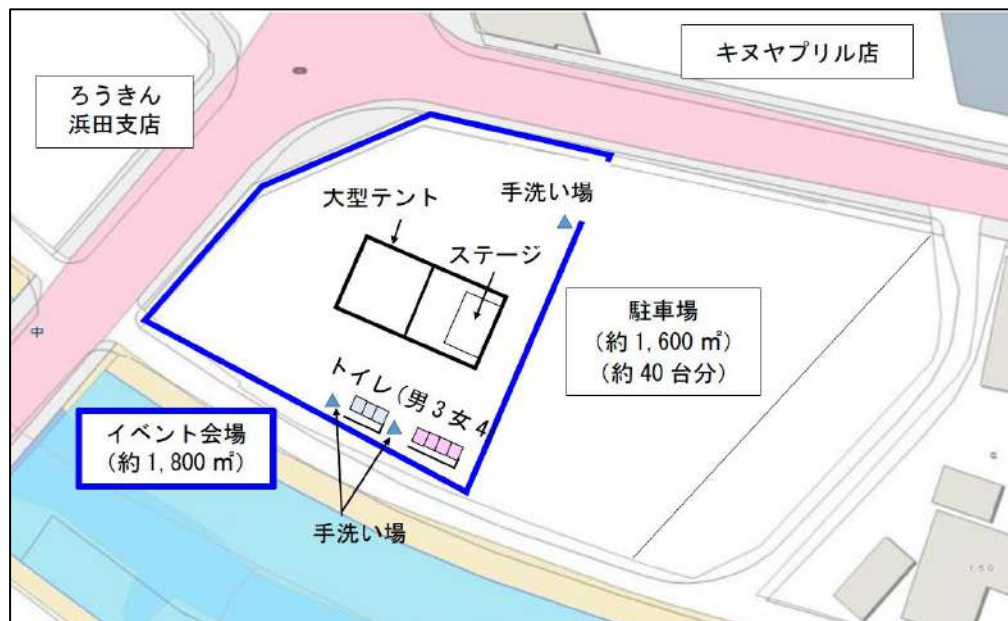 キヌヤプリル店
ろうきん
浜田支店
手洗い場
大型テント
ステージ
駐車場
（約 1,600 ㎡）
（約 40 台分）
中
トイレ（男 3 女 4
イベント会場
（約 1,800 ㎡）
手洗い場
150